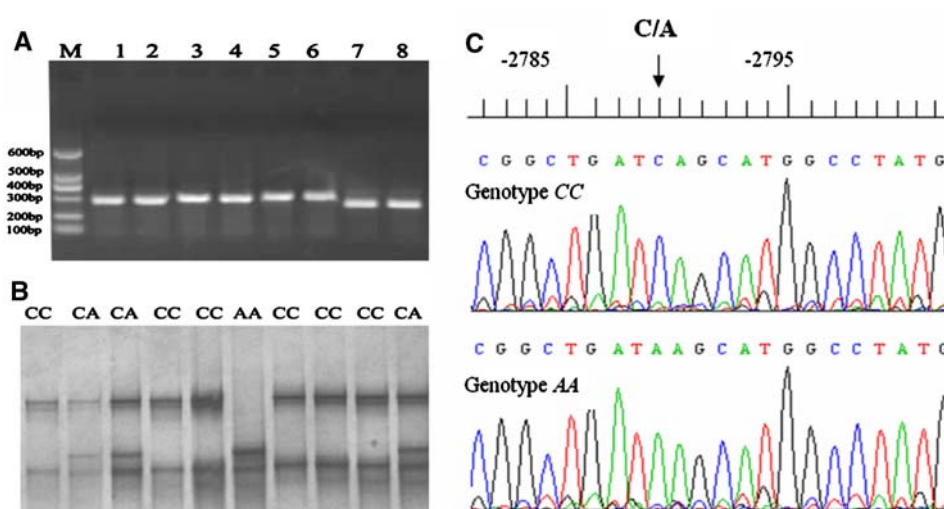 A
M 1 2 3 4 5 6 7 8
600bp
500bp
400bp
300bp
200bp
100bp
B
CC CA CA CC CC AA CC CC CC CA
C
C/A
-2785 -2795
C G G C T G A T C A G C A T G G C C T A T G
Genotype CC
C G G C T G A T A A G C A T G G C C T A T G
Genotype AA